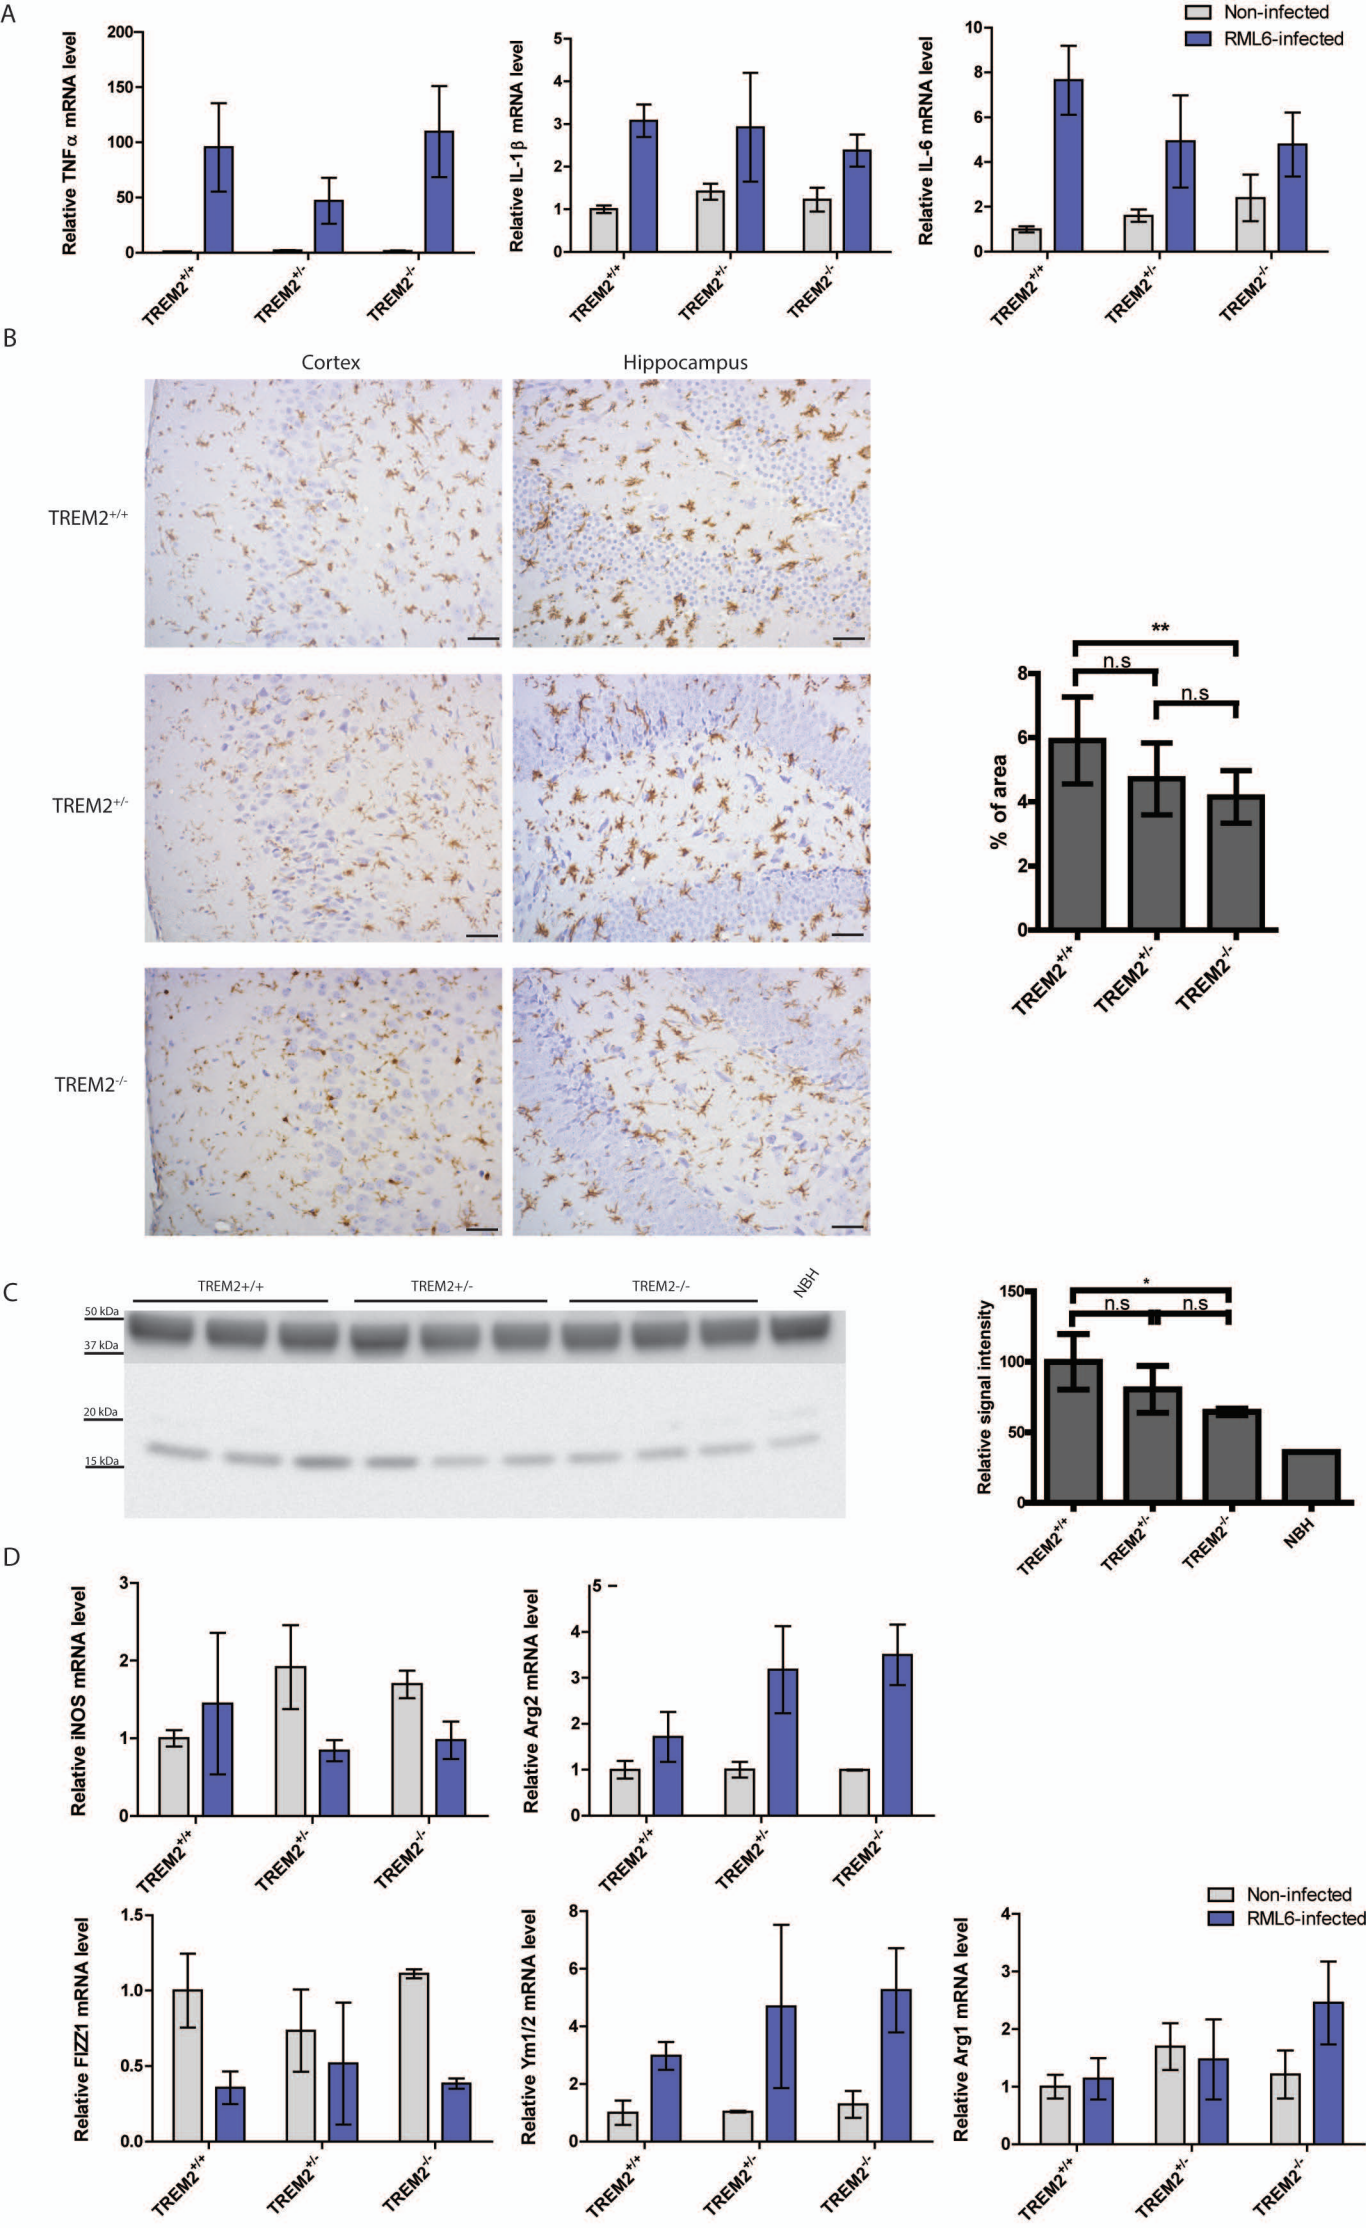 A
Non-infected
RML6-infected
Relative TNFα mRNA level
200
150
100
50
0
TREM2+/+
TREM2+/-
TREM2-/-
Relative IL-1β mRNA level
5
4
3
2
1
0
TREM2+/+
TREM2+/-
TREM2-/-
Relative IL-6 mRNA level
10
8
6
4
2
0
TREM2+/+
TREM2+/-
TREM2-/-
B
Cortex
Hippocampus
TREM2+/+
TREM2+/-
TREM2-/-
% of area
8
6
4
2
0
**
n.s
n.s
TREM2+/+
TREM2+/-
TREM2-/-
C
TREM2+/+
TREM2+/-
TREM2-/-
NBH
50 kDa
37 kDa
20 kDa
15 kDa
Relative signal intensity
150
100
50
0
*
n.s
n.s
TREM2+/+
TREM2+/-
TREM2-/-
NBH
D
Relative iNOS mRNA level
3
2
1
0
TREM2+/+
TREM2+/-
TREM2-/-
Relative Arg2 mRNA level
5
4
3
2
1
0
TREM2+/+
TREM2+/-
TREM2-/-
Non-infected
RML6-infected
Relative FIZZ1 mRNA level
1.5
1.0
0.5
0.0
TREM2+/+
TREM2+/-
TREM2-/-
Relative Ym1/2 mRNA level
8
6
4
2
0
TREM2+/+
TREM2+/-
TREM2-/-
Relative Arg1 mRNA level
4
3
2
1
0
TREM2+/+
TREM2+/-
TREM2-/-